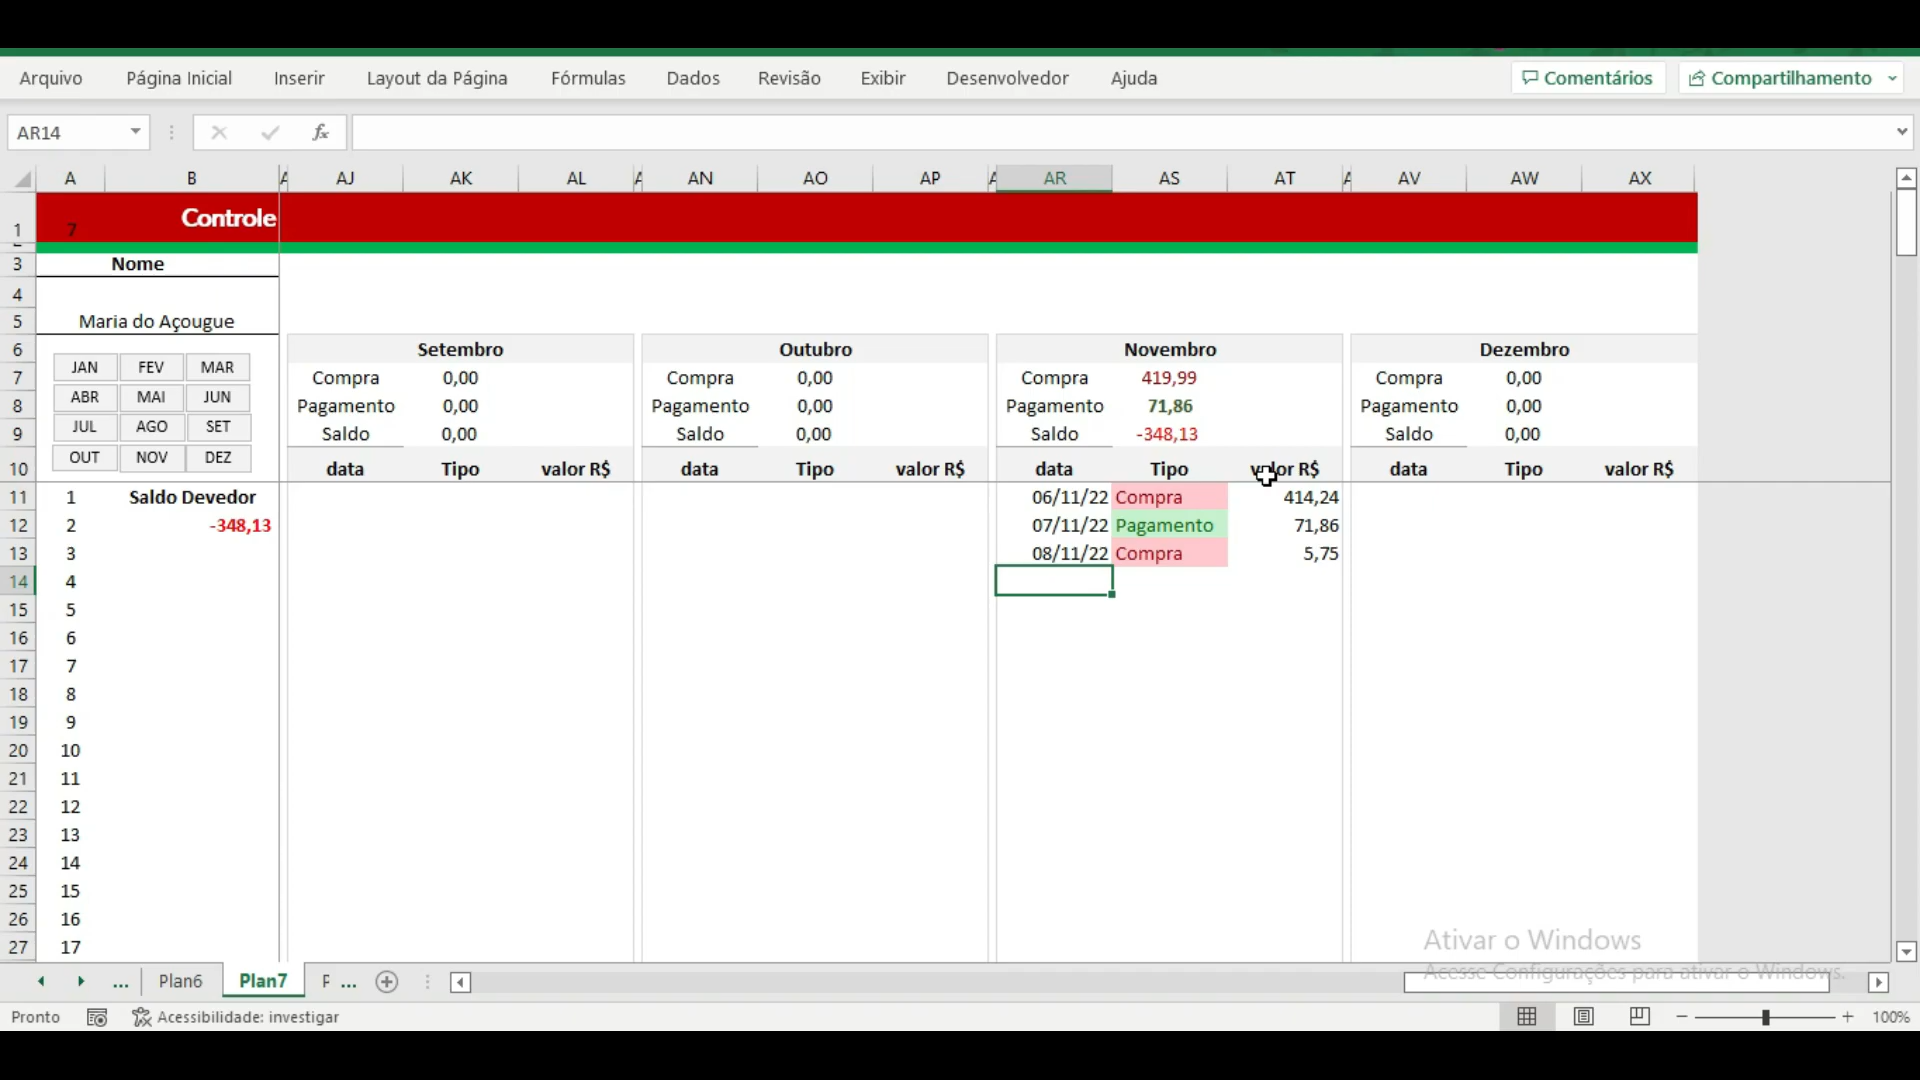 Arquivo Página Inicial Inserir Layout da Página Fórmulas Dados Revisão Exibir Desenvolvedor Ajuda Comentários Compartilhamento
AR14 fx
A B AJ AK AL AN AO AP AR AS AT AV AW AX
1 7 Controle
3 Nome
4
5 Maria do Açougue
6 Setembro Outubro Novembro Dezembro
JAN FEV MAR
7 Compra 0,00 Compra 0,00 Compra 419,99 Compra 0,00
ABR MAI JUN
8 Pagamento 0,00 Pagamento 0,00 Pagamento 71,86 Pagamento 0,00
JUL AGO SET
9 Saldo 0,00 Saldo 0,00 Saldo -348,13 Saldo 0,00
OUT NOV DEZ
10 data Tipo valor R$ data Tipo valor R$ data Tipo valor R$ data Tipo valor R$
11 1 Saldo Devedor 06/11/22 Compra 414,24
12 2 -348,13 07/11/22 Pagamento 71,86
13 3 08/11/22 Compra 5,75
14 4
15 5
16 6
17 7
18 8
19 9
20 10
21 11
22 12
23 13
24 14
25 15
26 16
27 17
Ativar o Windows
Acesse Configurações para ativar o Windows.
... Plan6 Plan7 ...
Pronto Acessibilidade: investigar 100%